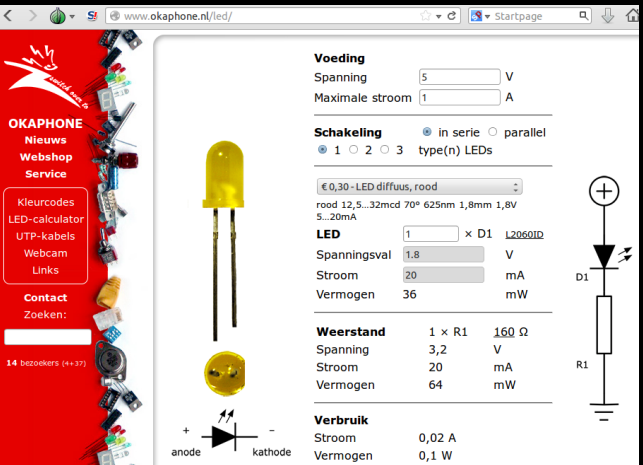 www.okaphone.nl/led/
Startpage
switch over to
OKAPHONE
Nieuws
Webshop
Service
Kleurcodes
LED-calculator
UTP-kabels
Webcam
Links
Contact
Zoeken:
14 bezoekers (4+37)
+ -
anode kathode
Voeding
Spanning 5 V
Maximale stroom 1 A
Schakeling in serie parallel
1 2 3 type(n) LEDs
€ 0,30 - LED diffuus, rood
rood 12,5...32mcd 70° 625nm 1,8mm 1,8V
5...20mA
LED 1 × D1 L2060ID
Spanningsval 1.8 V
Stroom 20 mA
Vermogen 36 mW
Weerstand 1 × R1 160 Ω
Spanning 3,2 V
Stroom 20 mA
Vermogen 64 mW
Verbruik
Stroom 0,02 A
Vermogen 0,1 W
+
D1
R1